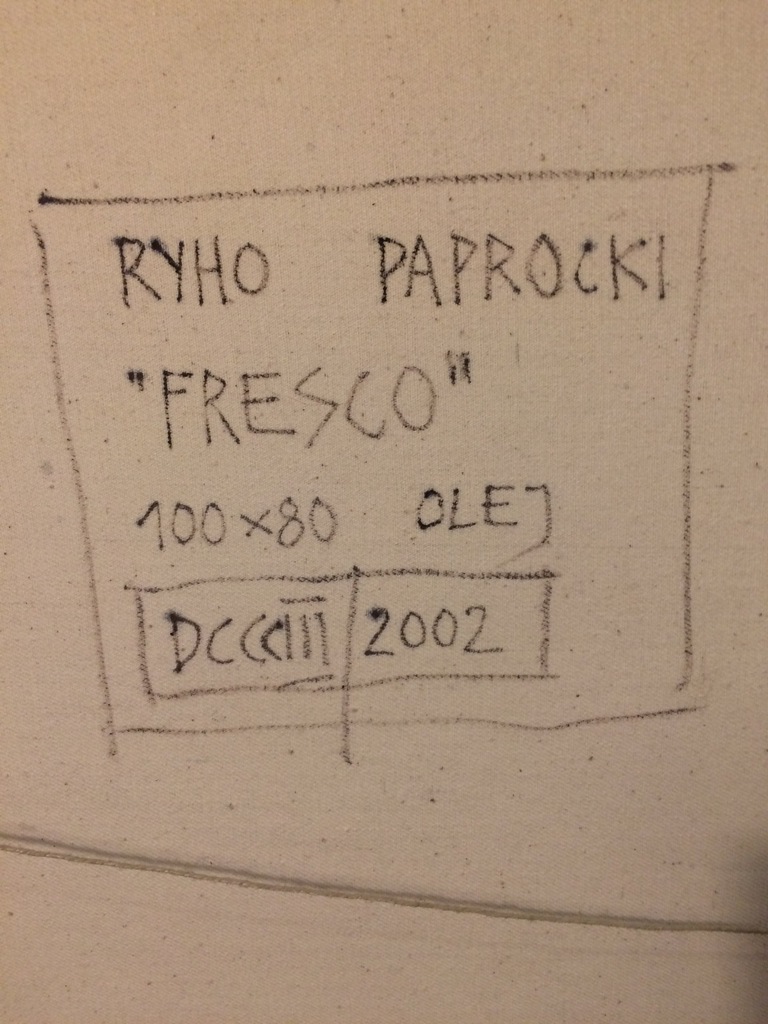 RYHO PAPROCKI
"FRESCO"
100×80 OLEJ
DCCCIII 2002